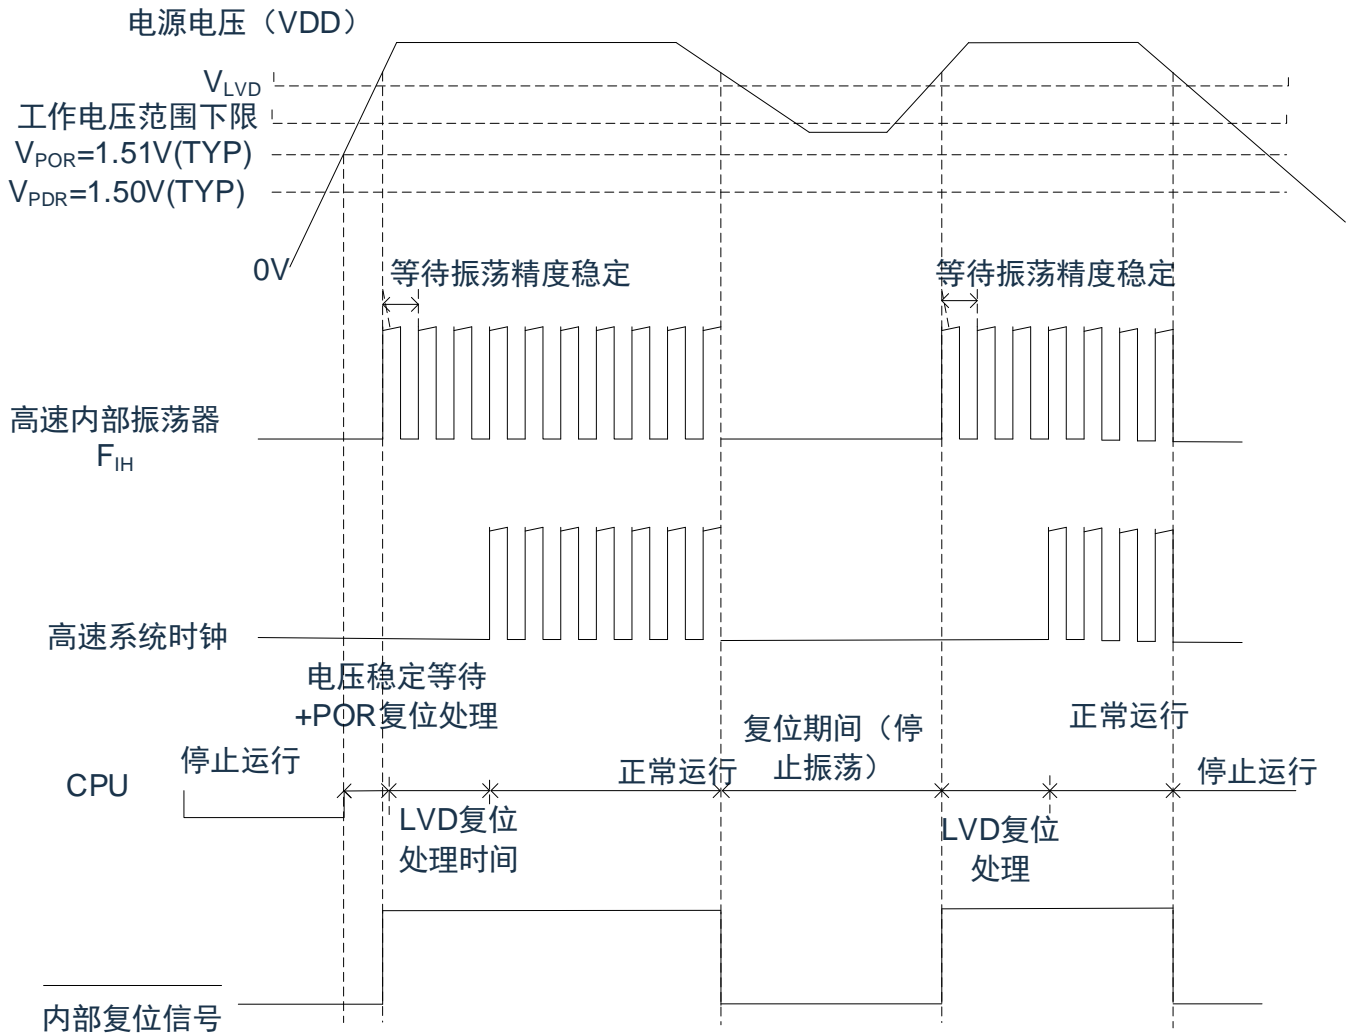 电源电压（VDD）
VLVD
工作电压范围下限
VPOR=1.51V(TYP)
VPDR=1.50V(TYP)
0V
等待振荡精度稳定
等待振荡精度稳定
高速内部振荡器
FIH
高速系统时钟
电压稳定等待
+POR复位处理
正常运行
复位期间（停
止振荡）
停止运行
正常运行
停止运行
CPU
LVD复位
处理时间
LVD复位
处理
内部复位信号